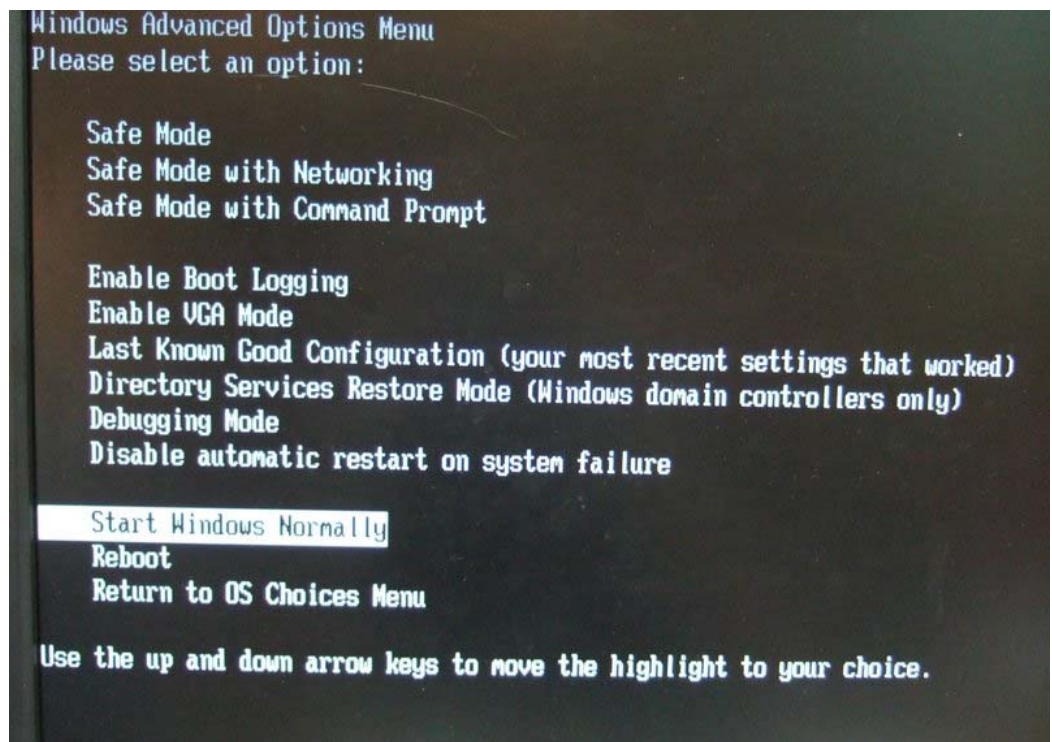 Windows Advanced Options Menu
Please select an option:
Safe Mode
Safe Mode with Networking
Safe Mode with Command Prompt
Enable Boot Logging
Enable VGA Mode
Last Known Good Configuration (your most recent settings that worked)
Directory Services Restore Mode (Windows domain controllers only)
Debugging Mode
Disable automatic restart on system failure
Start Windows Normally
Reboot
Return to OS Choices Menu
Use the up and down arrow keys to move the highlight to your choice.